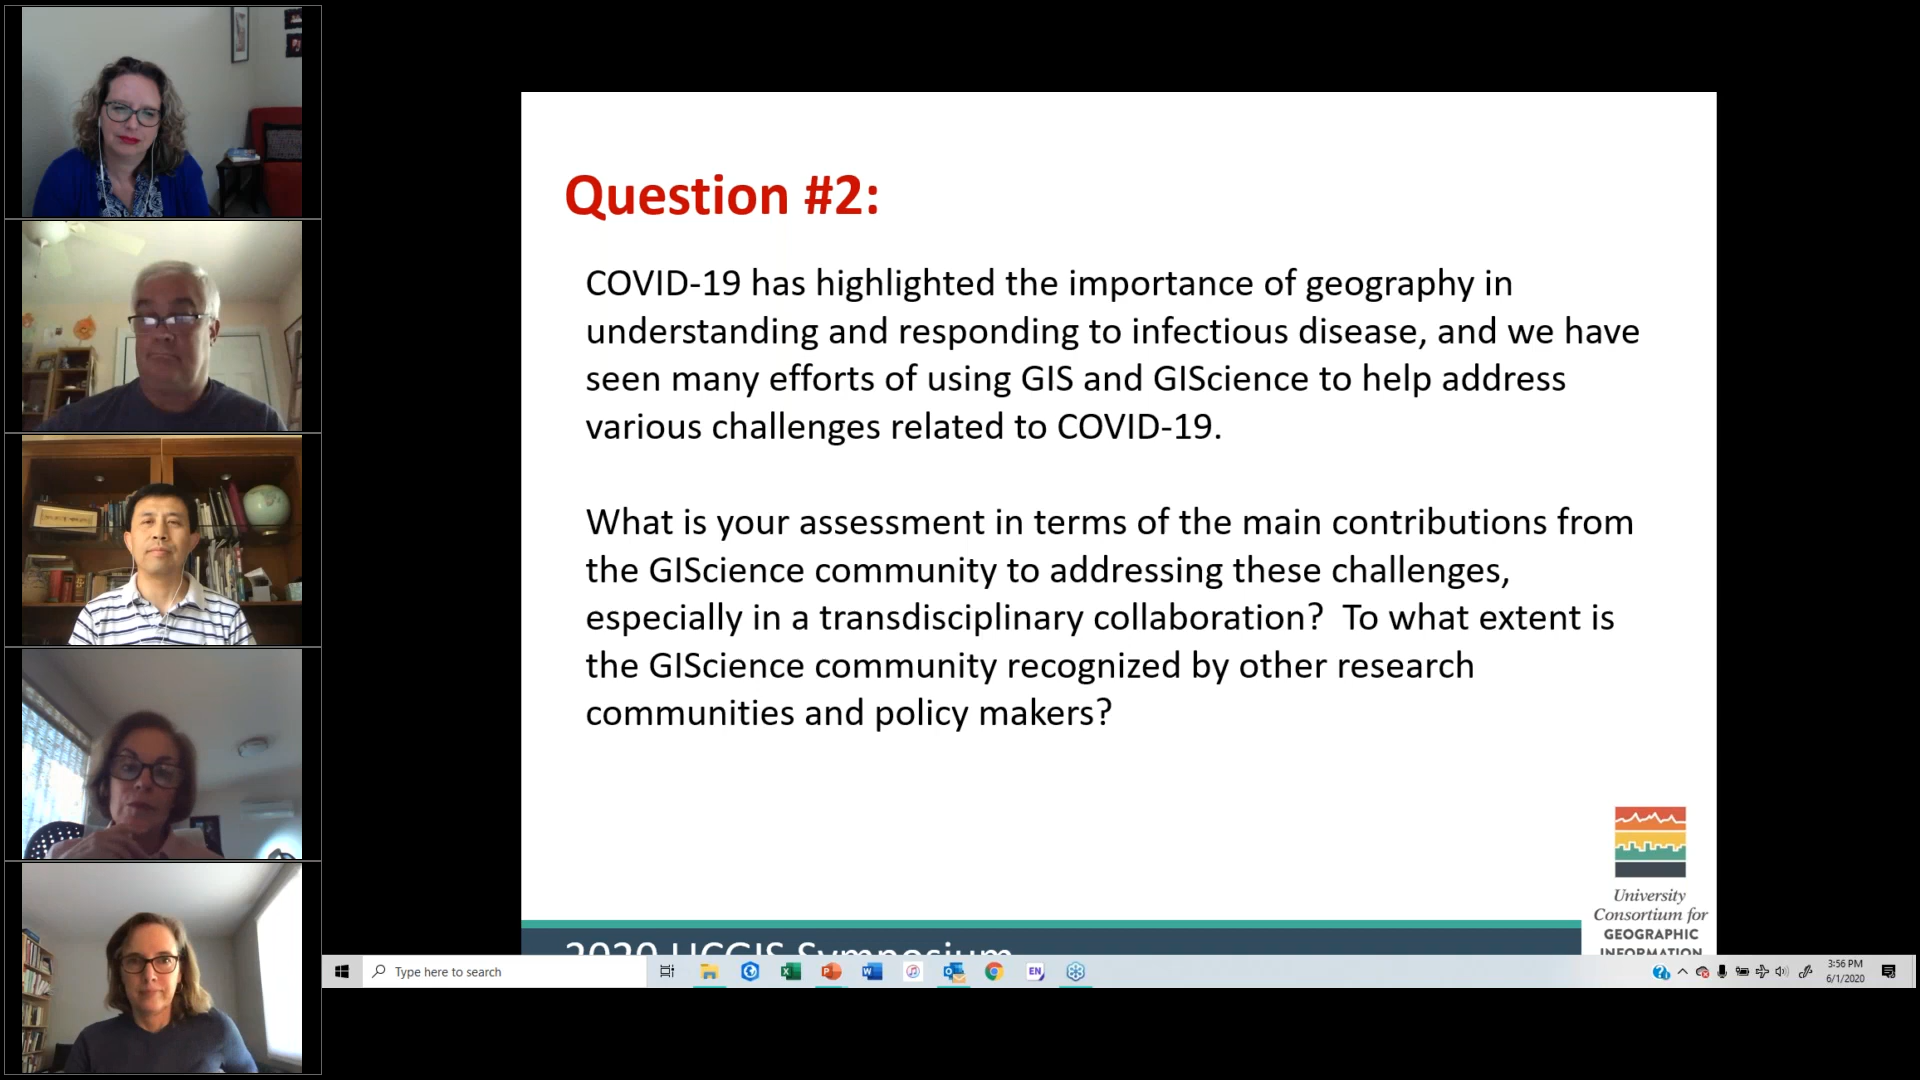 Question #2:
COVID-19 has highlighted the importance of geography in
understanding and responding to infectious disease, and we have
seen many efforts of using GIS and GIScience to help address
various challenges related to COVID-19.
What is your assessment in terms of the main contributions from
the GIScience community to addressing these challenges,
especially in a transdisciplinary collaboration? To what extent is
the GIScience community recognized by other research
communities and policy makers?
University
Consortium for
GEOGRAPHIC
INFORMATION
2020 UCGIS Symposium
Type here to search
EN
3:56 PM
6/1/2020